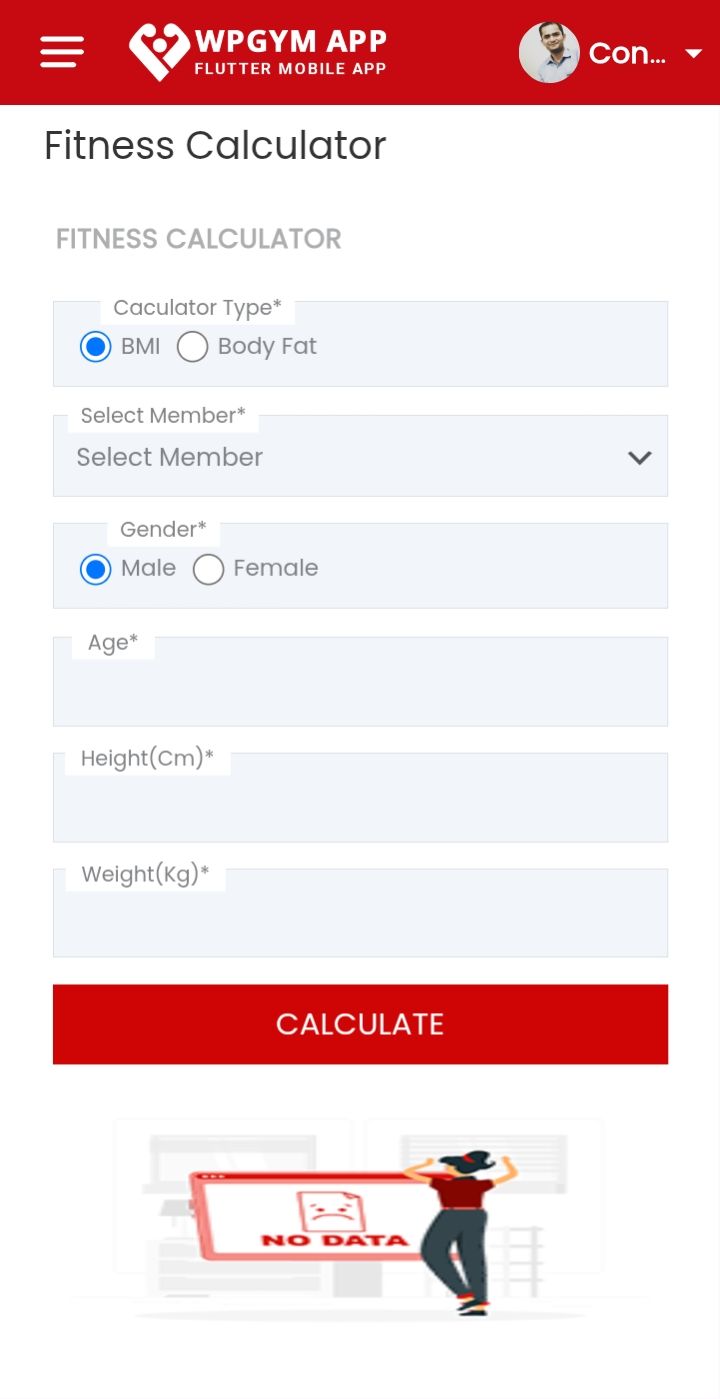 WPGYM APP
FLUTTER MOBILE APP
Con...
Fitness Calculator
FITNESS CALCULATOR
Caculator Type*
BMI
Body Fat
Select Member*
Select Member
Gender*
Male
Female
Age*
Height(Cm)*
Weight(Kg)*
CALCULATE
NO DATA